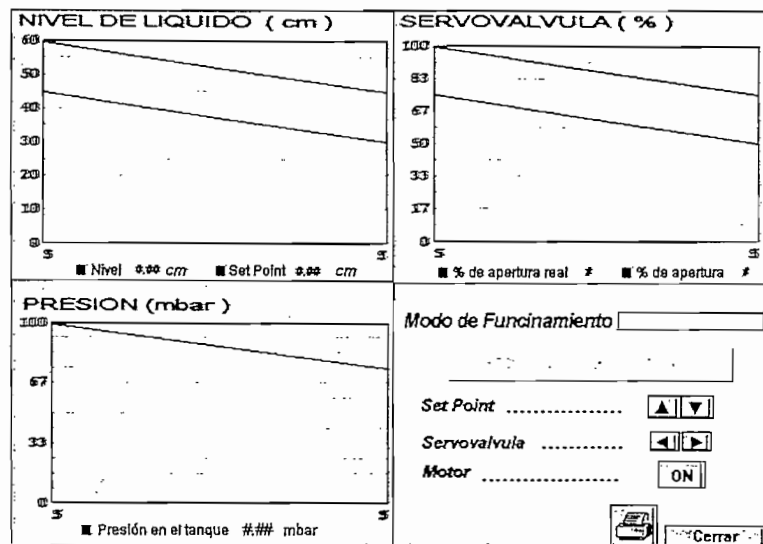 NIVEL DE LIQUIDO ( cm )
60
50
40
30
20
10
0
S S
Nivel #.## cm Set Point #.## cm
SERVOVALVULA ( % )
100
83
67
50
33
17
0
S S
% de apertura real # % de apertura #
PRESION (mbar )
100
67
33
0
S S
Presión en el tanque #.## mbar
Modo de Funcinamiento
Set Point ..................
Servovalvula ..................
Motor ..................
ON
Cerrar